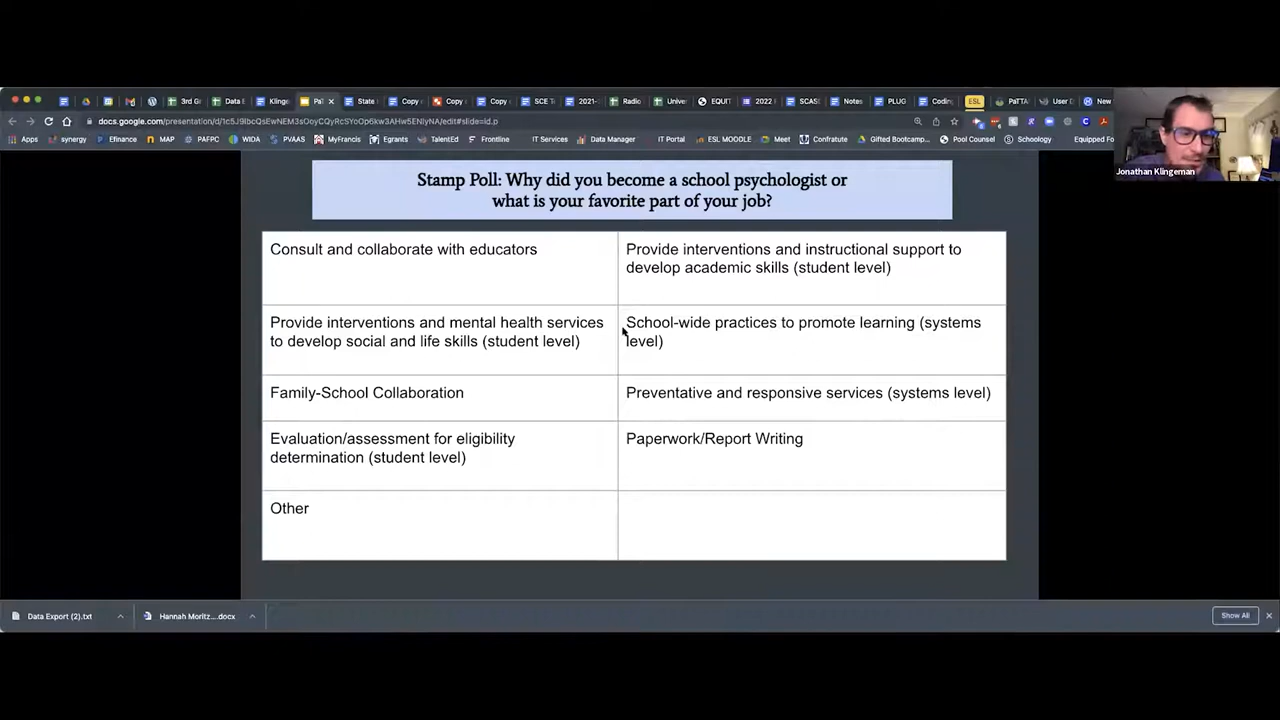 3rd G
Data
Kling
PaT
State
Copy
Copy
Copy
SCE T
2021-
Radio
Unive
EQUIT
2022
SCAS
Notes
PLUG
Coding
ESL
PaTTA
User D
New
docs.google.com/presentation/d/
/edit#slide=id.p
Apps
synergy
PAFPC
Efinance
PVAAS
MyFrancis
Egrants
TalentEd
Frontline
WIDA
MAP
IT Services
Data Manager
IT Portal
ESL MOODLE
Meet
Confratute
Gifted Bootcamp...
Pool Counsel
Schoology
Equipped
Jonathan Klingeman
Stamp Poll: Why did you become a school psychologist or
what is your favorite part of your job?
Consult and collaborate with educators
Provide interventions and instructional support to
develop academic skills (student level)
Provide interventions and mental health services
to develop social and life skills (student level)
School-wide practices to promote learning (systems
level)
Family-School Collaboration
Preventative and responsive services (systems level)
Evaluation/assessment for eligibility
determination (student level)
Paperwork/Report Writing
Other
Data Export (2).txt
Hannah Moritz....docx
Show All